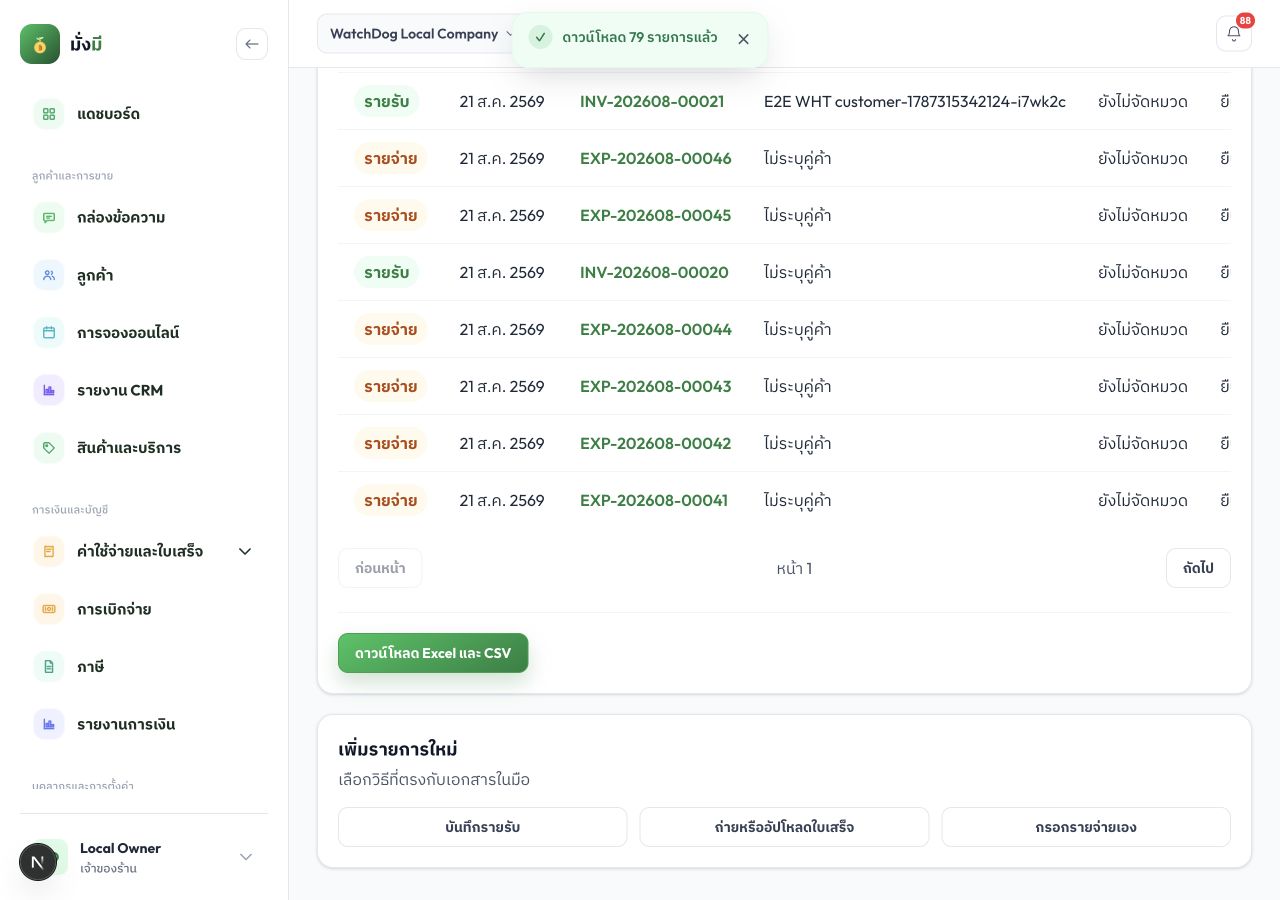 มั่งมี
WatchDog Local Company
ดาวน์โหลด 79 รายการแล้ว
88
แดชบอร์ด
ลูกค้าและการขาย
กล่องข้อความ
ลูกค้า
การจองออนไลน์
รายงาน CRM
สินค้าและบริการ
การเงินและบัญชี
ค่าใช้จ่ายและใบเสร็จ
การเบิกจ่าย
ภาษี
รายงานการเงิน
บุคลากรและการตั้งค่า
N
Local Owner
เจ้าของร้าน
รายรับ 21 ส.ค. 2569 INV-202608-00021 E2E WHT customer-1787315342124-i7wk2c ยังไม่จัดหมวด ยื
รายจ่าย 21 ส.ค. 2569 EXP-202608-00046 ไม่ระบุคู่ค้า ยังไม่จัดหมวด ยื
รายจ่าย 21 ส.ค. 2569 EXP-202608-00045 ไม่ระบุคู่ค้า ยังไม่จัดหมวด ยื
รายรับ 21 ส.ค. 2569 INV-202608-00020 ไม่ระบุคู่ค้า ยังไม่จัดหมวด ยื
รายจ่าย 21 ส.ค. 2569 EXP-202608-00044 ไม่ระบุคู่ค้า ยังไม่จัดหมวด ยื
รายจ่าย 21 ส.ค. 2569 EXP-202608-00043 ไม่ระบุคู่ค้า ยังไม่จัดหมวด ยื
รายจ่าย 21 ส.ค. 2569 EXP-202608-00042 ไม่ระบุคู่ค้า ยังไม่จัดหมวด ยื
รายจ่าย 21 ส.ค. 2569 EXP-202608-00041 ไม่ระบุคู่ค้า ยังไม่จัดหมวด ยื
ก่อนหน้า หน้า 1 ถัดไป
ดาวน์โหลด Excel และ CSV
เพิ่มรายการใหม่
เลือกวิธีที่ตรงกับเอกสารในมือ
บันทึกรายรับ ถ่ายหรืออัปโหลดใบเสร็จ กรอกรายจ่ายเอง